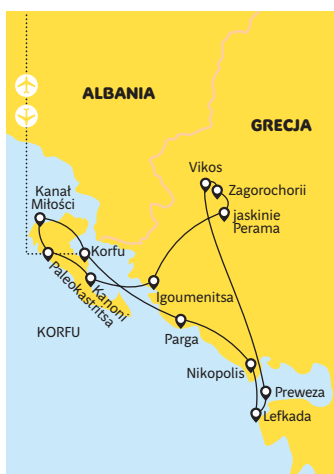 ALBANIA
GRECJA
Vikos
Zagorochorii
jaskinie
Perama
Kanał
Miłości
Korfu
Paleokastritsa
Kanoni
Igoumenitsa
KORFU
Parga
Nikopolis
Preweza
Lefkada